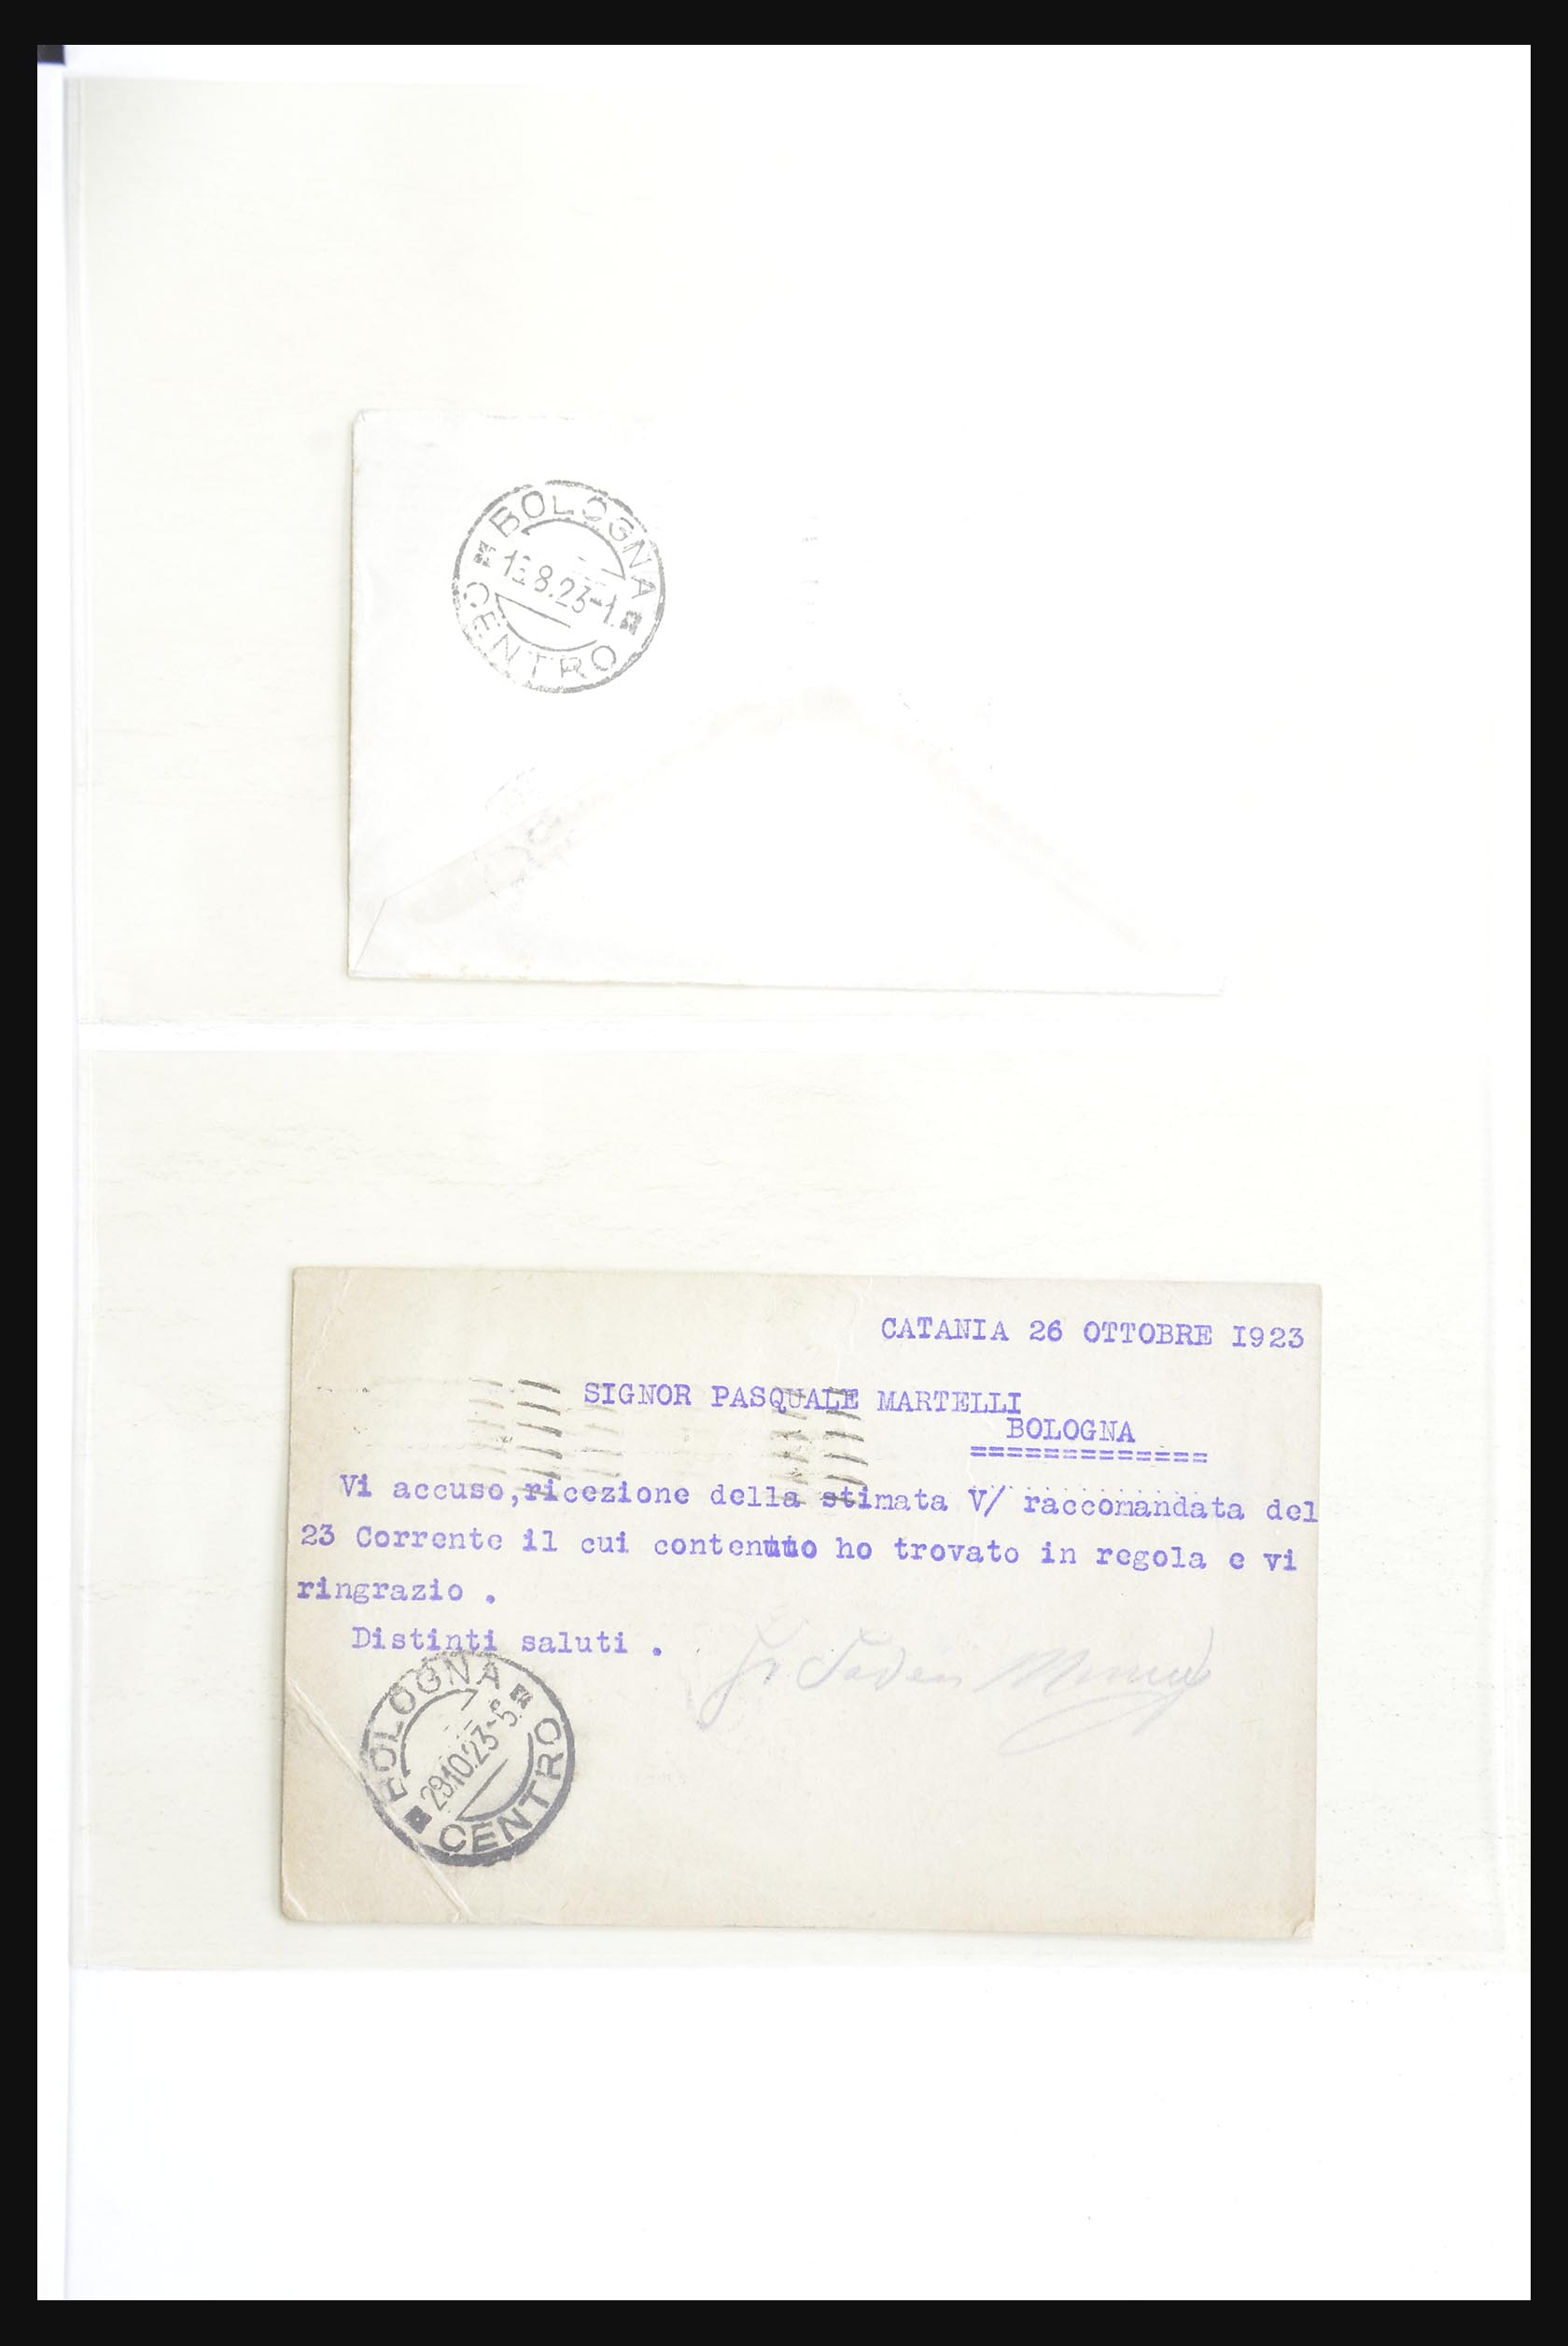 BOLOGNA
8.23-1
CENTRO
CATANIA 26 OTTOBRE 1923
SIGNOR PASQUALE MARTELLI
BOLOGNA
=============
Vi accuso,ricezione della stimata V/ raccomandata del
23 Corrente il cui contenuto ho trovato in regola e vi
ringrazio .
Distinti saluti .
BOLOGNA
29.10.23-5
CENTRO